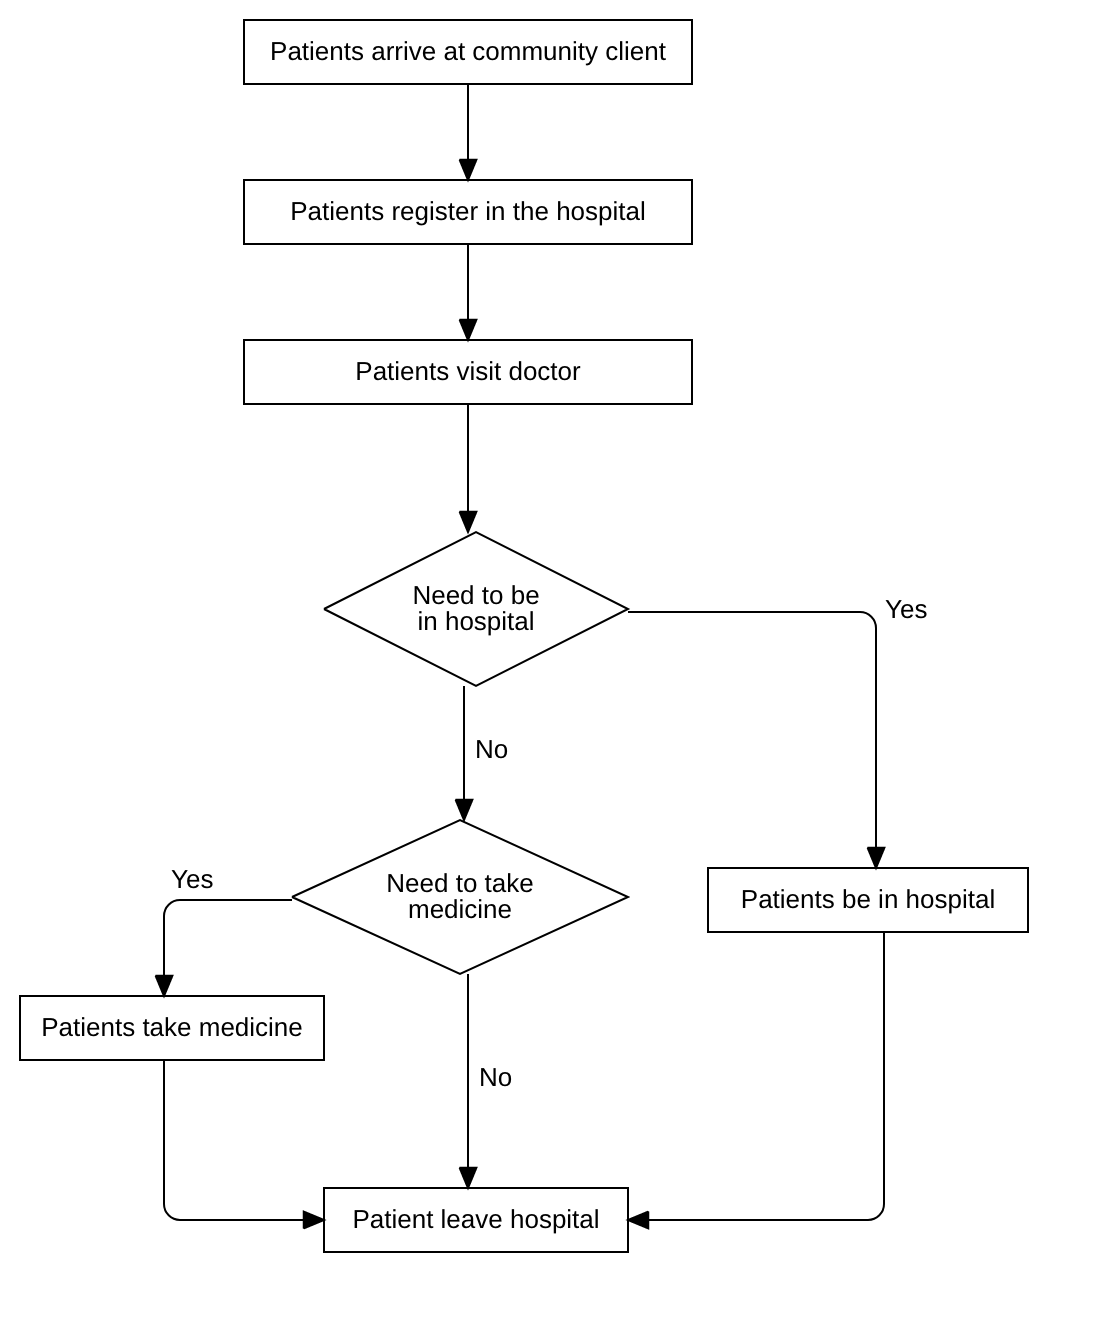 Patients arrive at community client
Patients register in the hospital
Patients visit doctor
Need to be
in hospital
Yes
No
Need to take
medicine
Yes
Patients be in hospital
Patients take medicine
No
Patient leave hospital